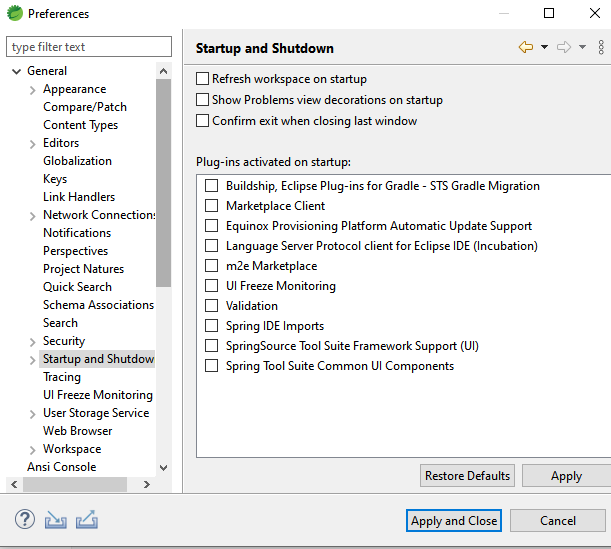 Preferences
type filter text
General
Appearance
Compare/Patch
Content Types
Editors
Globalization
Keys
Link Handlers
Network Connections
Notifications
Perspectives
Project Natures
Quick Search
Schema Associations
Search
Security
Startup and Shutdown
Tracing
UI Freeze Monitoring
User Storage Service
Web Browser
Workspace
Ansi Console
Startup and Shutdown
Refresh workspace on startup
Show Problems view decorations on startup
Confirm exit when closing last window
Plug-ins activated on startup:
Buildship, Eclipse Plug-ins for Gradle - STS Gradle Migration
Marketplace Client
Equinox Provisioning Platform Automatic Update Support
Language Server Protocol client for Eclipse IDE (Incubation)
m2e Marketplace
UI Freeze Monitoring
Validation
Spring IDE Imports
SpringSource Tool Suite Framework Support (UI)
Spring Tool Suite Common UI Components
Restore Defaults
Apply
?
Apply and Close
Cancel